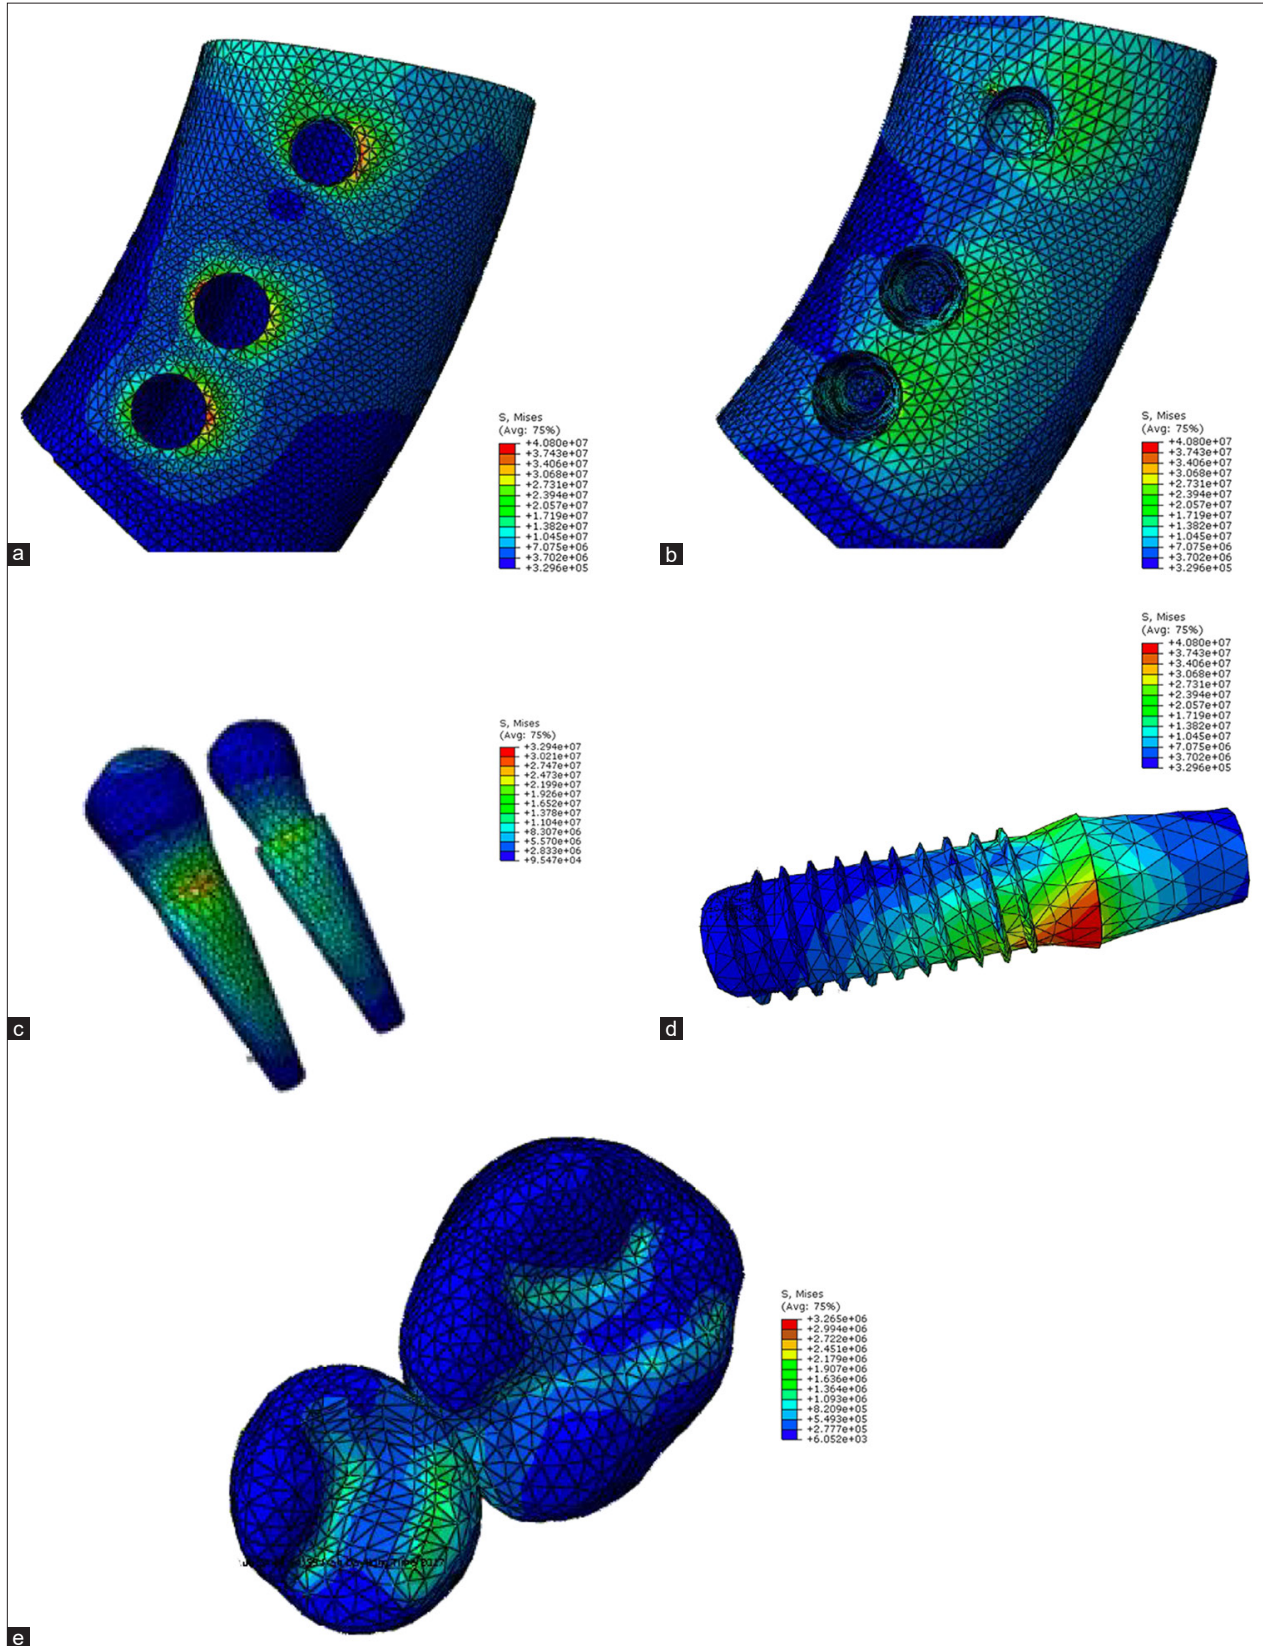 S, Mises
(Avg: 75%)
+4.080e+07
+3.743e+07
+3.406e+07
+3.068e+07
+2.731e+07
+2.394e+07
+2.057e+07
+1.719e+07
+1.382e+07
+1.045e+07
+7.075e+06
+3.702e+06
+3.296e+05
a
S, Mises
(Avg: 75%)
+4.080e+07
+3.743e+07
+3.406e+07
+3.068e+07
+2.731e+07
+2.394e+07
+2.057e+07
+1.719e+07
+1.382e+07
+1.045e+07
+7.075e+06
+3.702e+06
+3.296e+05
b
S, Mises
(Avg: 75%)
+3.294e+07
+3.021e+07
+2.747e+07
+2.473e+07
+2.199e+07
+1.926e+07
+1.652e+07
+1.378e+07
+1.104e+07
+8.307e+06
+5.570e+06
+2.833e+06
+9.547e+04
c
S, Mises
(Avg: 75%)
+4.080e+07
+3.743e+07
+3.406e+07
+3.068e+07
+2.731e+07
+2.394e+07
+2.057e+07
+1.719e+07
+1.382e+07
+1.045e+07
+7.075e+06
+3.702e+06
+3.296e+05
d
S, Mises
(Avg: 75%)
+3.265e+06
+2.994e+06
+2.722e+06
+2.451e+06
+2.179e+06
+1.907e+06
+1.636e+06
+1.364e+06
+1.093e+06
+8.209e+05
+5.493e+05
+2.777e+05
+6.052e+03
2017
e